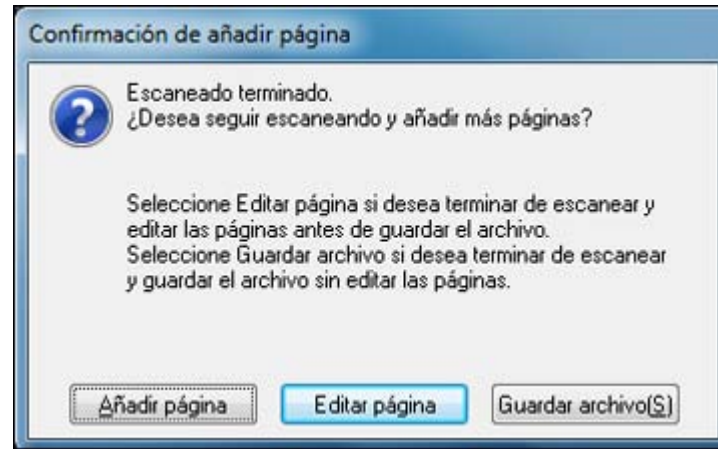 Confirmación de añadir página
Escaneado terminado.
¿Desea seguir escaneando y añadir más páginas?
Seleccione Editar página si desea terminar de escanear y
editar las páginas antes de guardar el archivo.
Seleccione Guardar archivo si desea terminar de escanear
y guardar el archivo sin editar las páginas.
Añadir página Editar página Guardar archivo(S)